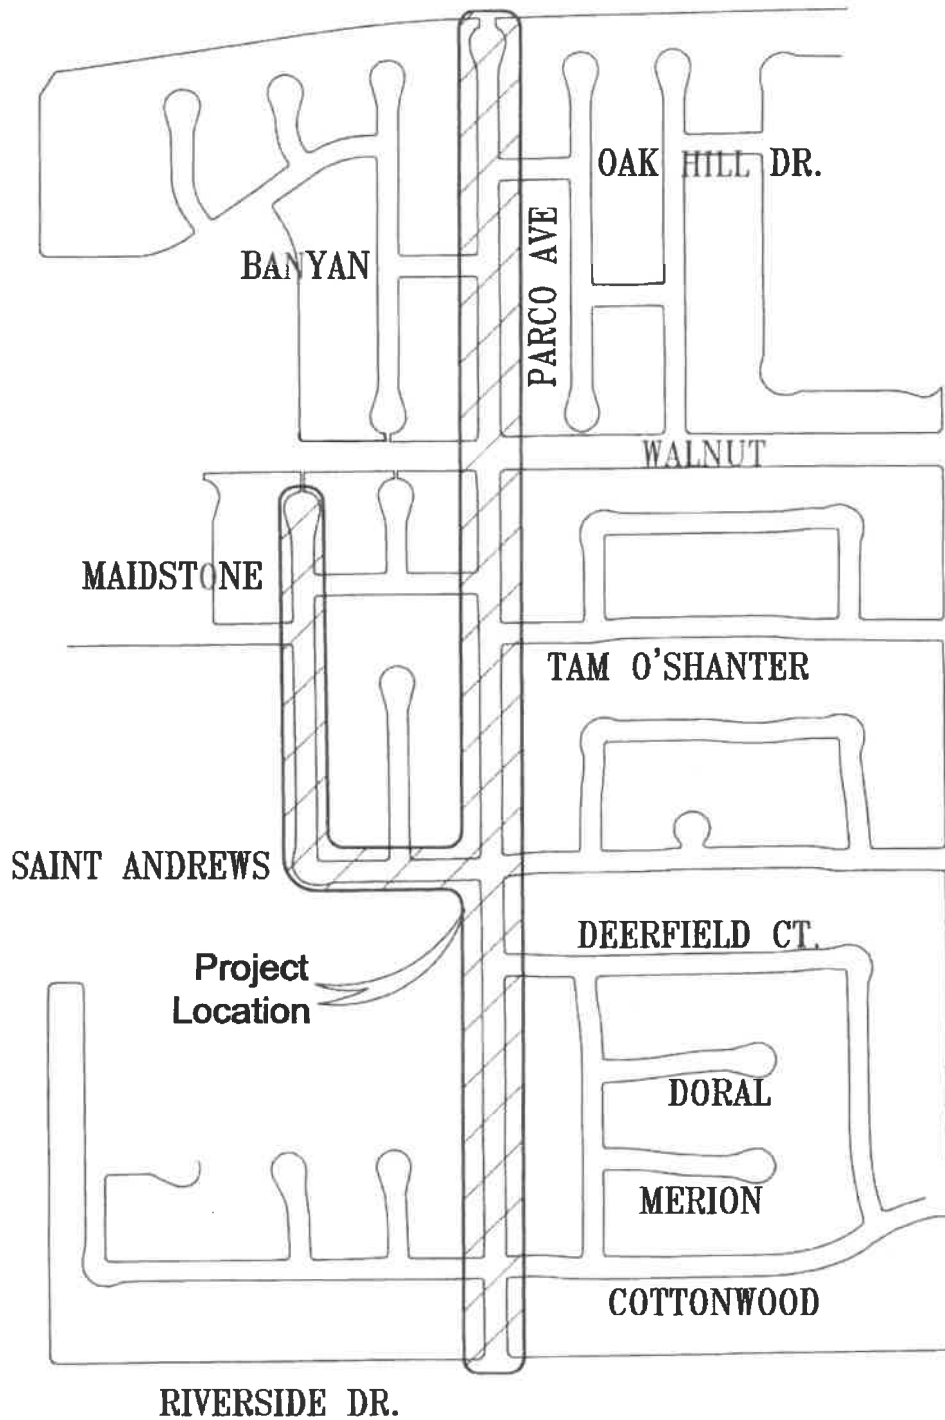 OAK HILL DR.
BANYAN
PARCO AVE
WALNUT
MAIDSTONE
TAM O'SHANTER
SAINT ANDREWS
DEERFIELD CT.
Project
Location
DORAL
MERION
COTTONWOOD
RIVERSIDE DR.